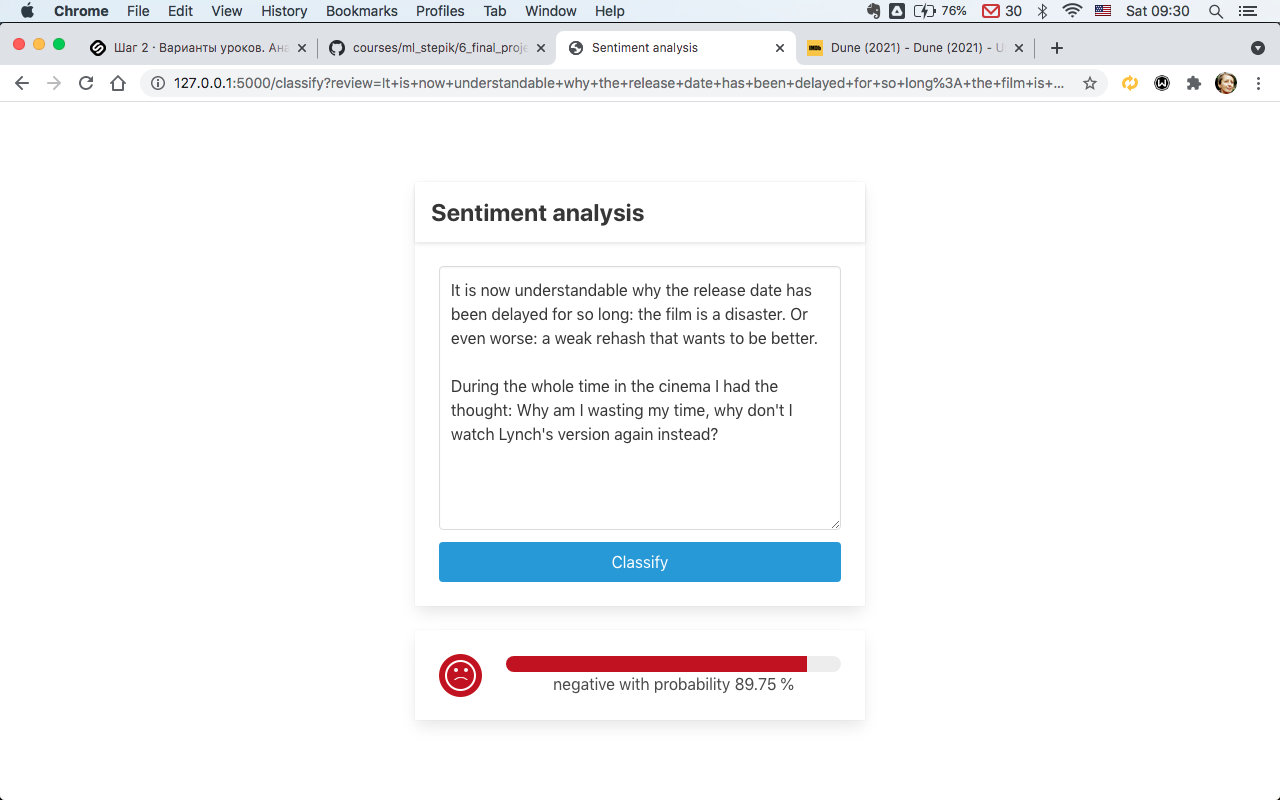 Chrome File Edit View History Bookmarks Profiles Tab Window Help 76% 30 Sat 09:30
Шаг 2 · Варианты уроков. Ана courses/ml_stepik/6_final_proje Sentiment analysis IMDb Dune (2021) - Dune (2021) - U
127.0.0.1:5000/classify?review=It+is+now+understandable+why+the+release+date+has+been+delayed+for+so+long%3A+the+film+is+...
Sentiment analysis
It is now understandable why the release date has
been delayed for so long: the film is a disaster. Or
even worse: a weak rehash that wants to be better.
During the whole time in the cinema I had the
thought: Why am I wasting my time, why don't I
watch Lynch's version again instead?
Classify
negative with probability 89.75 %